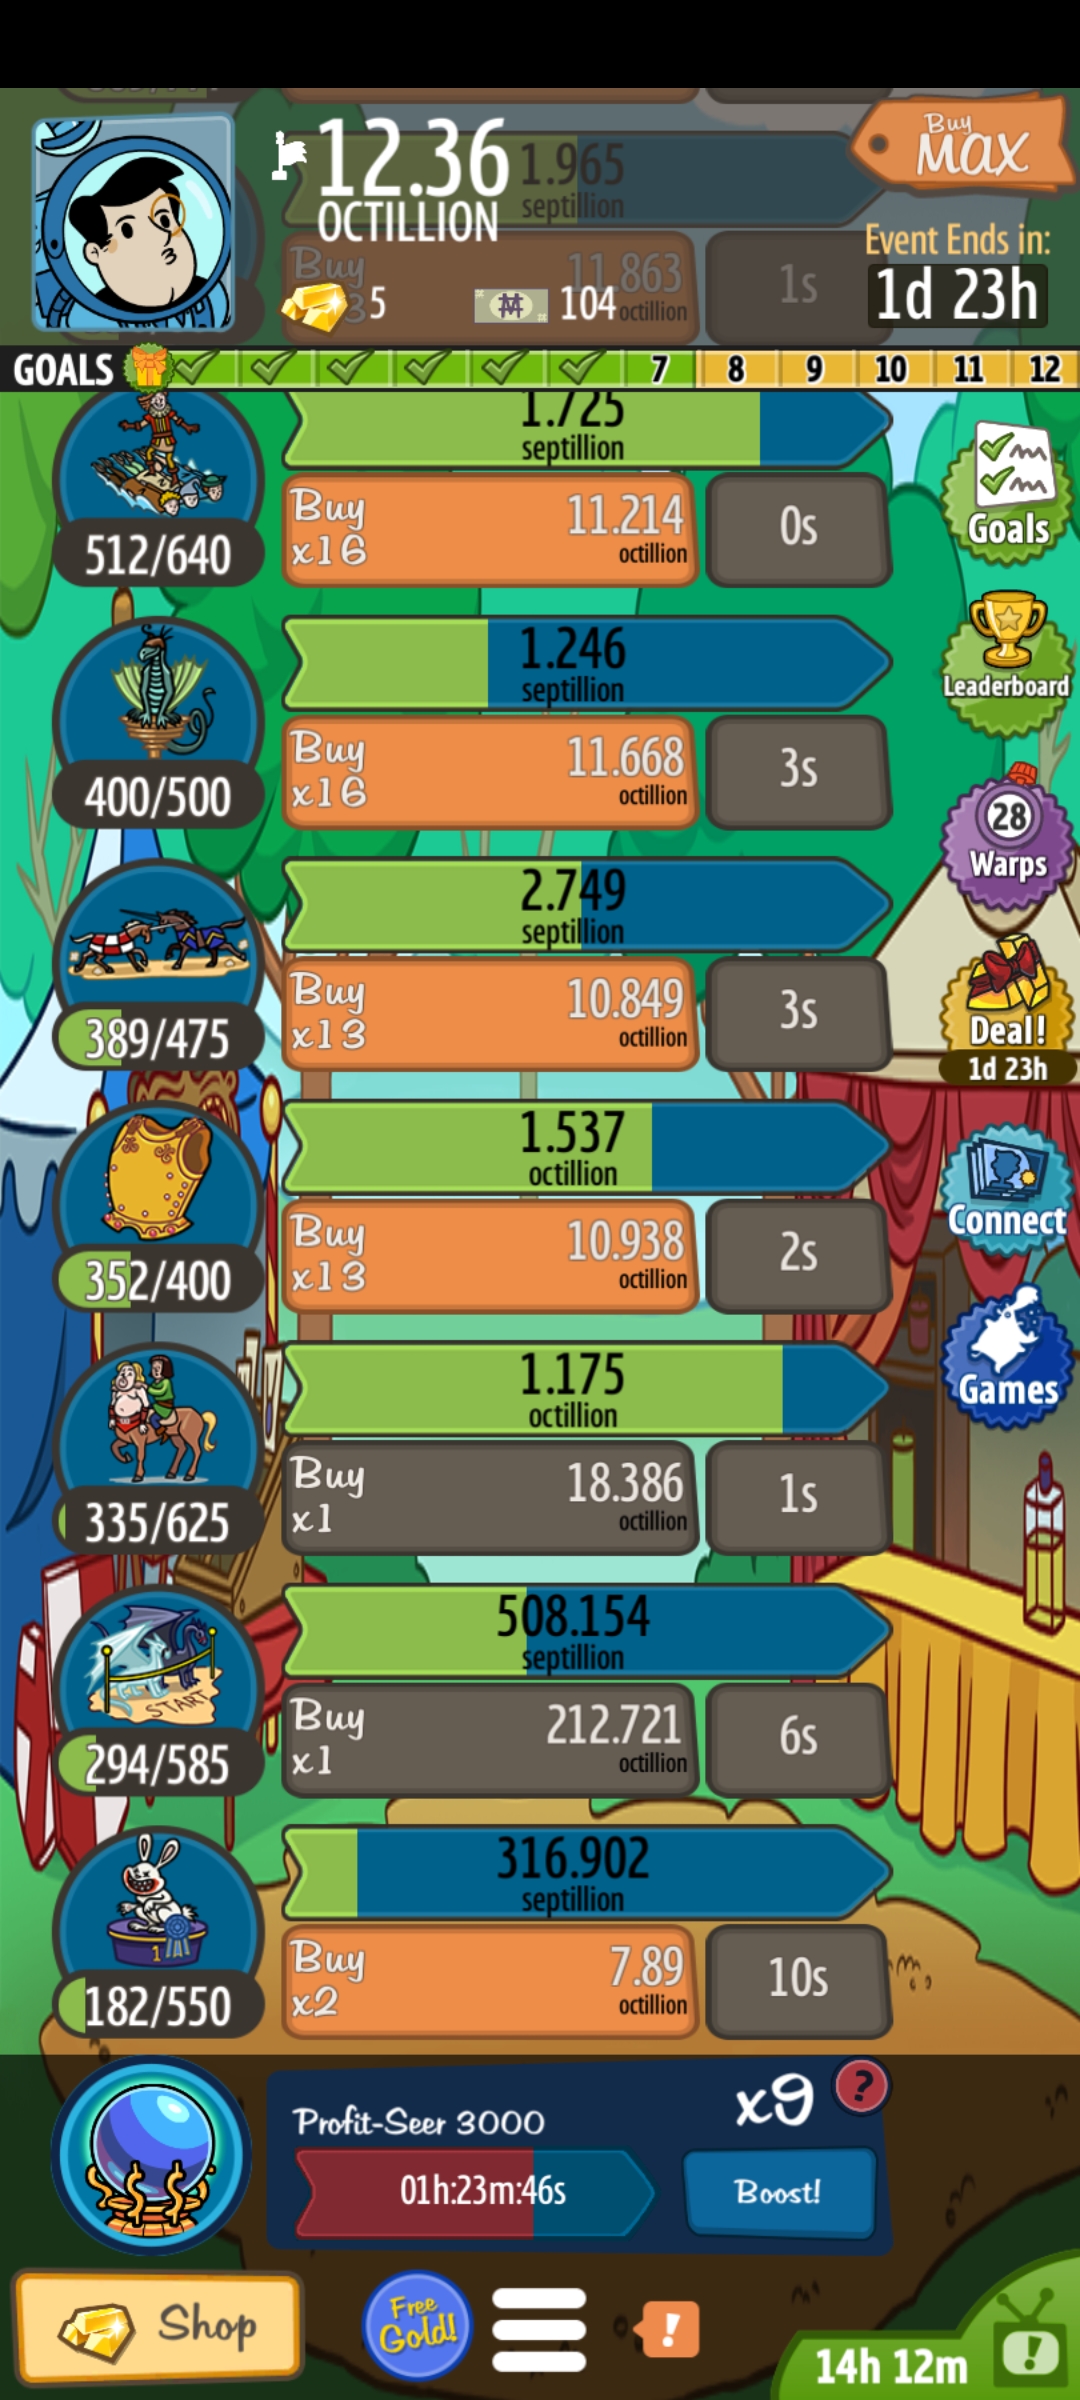 12.36
OCTILLION
1.965
septillion
Buy
MAX
Buy
11.863
octillion
1s
Event Ends in:
1d 23h
5
104
GOALS
7
8
9
10
11
12
1.725
septillion
512/640
Buy
x16
11.214
octillion
0s
Goals
1.246
septillion
400/500
Buy
x16
11.668
octillion
3s
Leaderboard
28
Warps
2.749
septillion
389/475
Buy
x13
10.849
octillion
3s
Deal!
1d 23h
1.537
octillion
352/400
Buy
x13
10.938
octillion
2s
Connect
1.175
octillion
335/625
Buy
x1
18.386
octillion
1s
Games
508.154
septillion
START
294/585
Buy
x1
212.721
octillion
6s
316.902
septillion
1
182/550
Buy
x2
7.89
octillion
10s
Profit-Seer 3000
x9
?
01h:23m:46s
Boost!
Shop
Free
Gold!
!
14h 12m
!